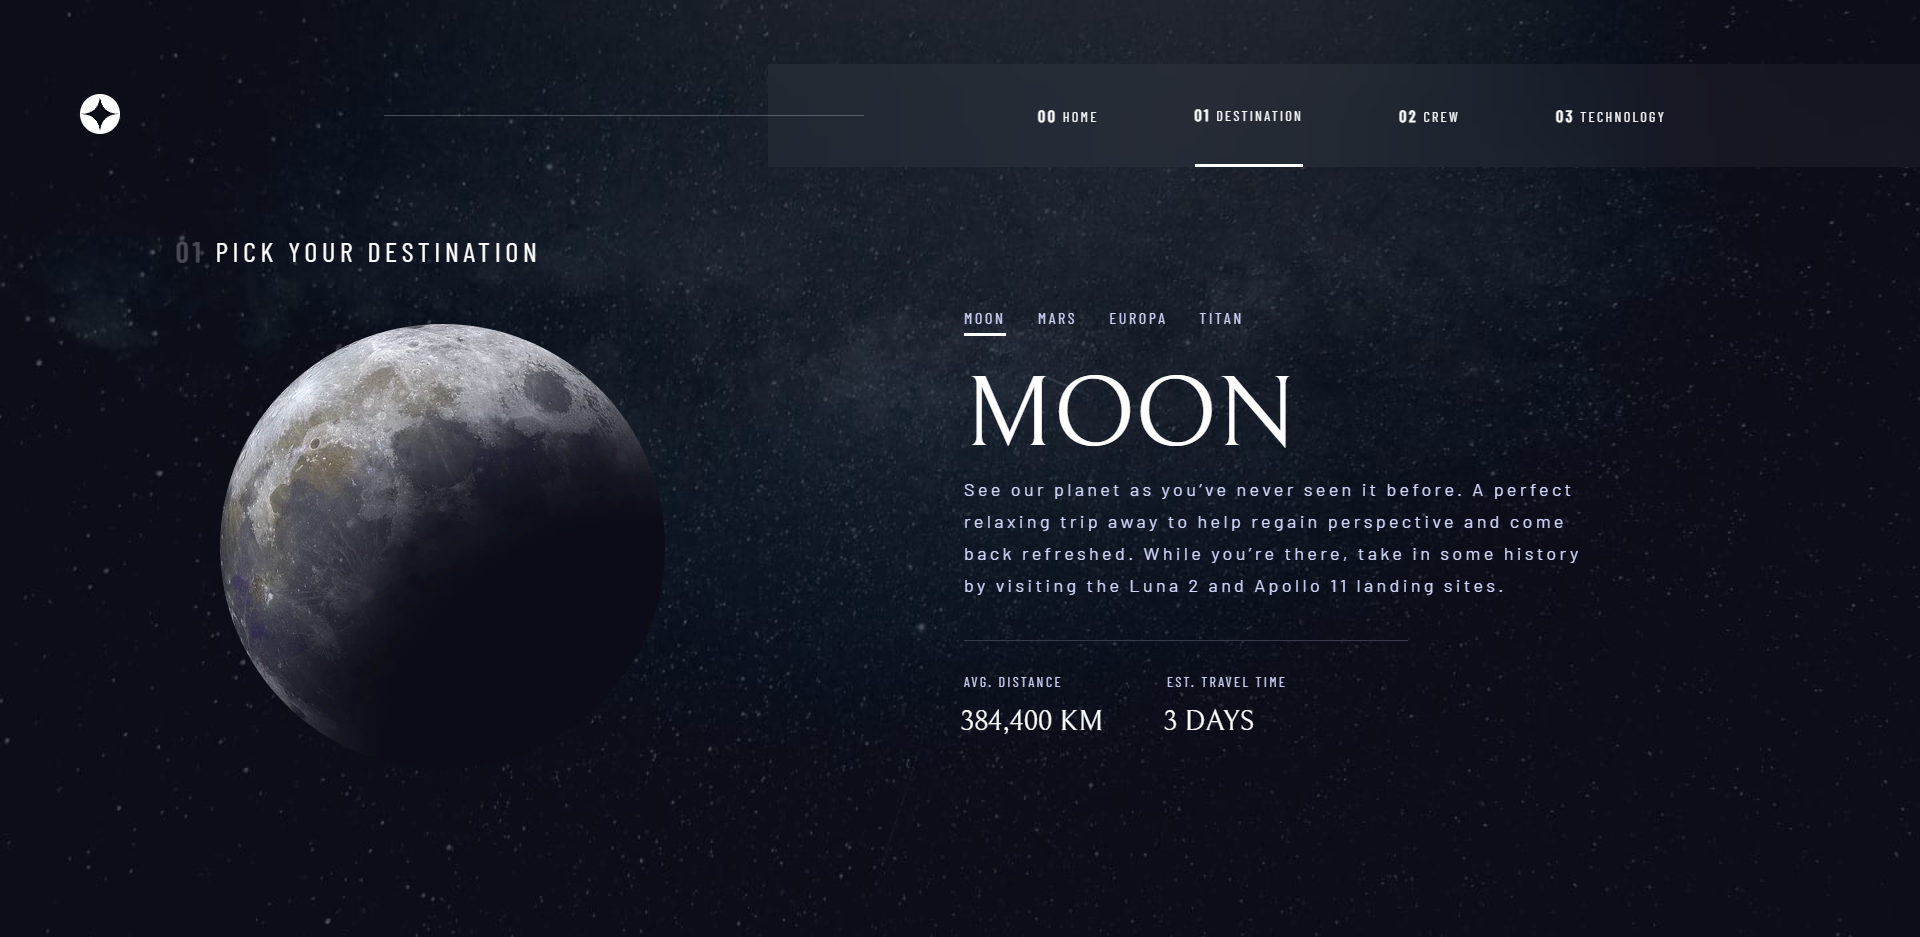 00 HOME
01 DESTINATION
02 CREW
03 TECHNOLOGY
01 PICK YOUR DESTINATION
MOON
MARS
EUROPA
TITAN
MOON
See our planet as you’ve never seen it before. A perfect
relaxing trip away to help regain perspective and come
back refreshed. While you’re there, take in some history
by visiting the Luna 2 and Apollo 11 landing sites.
AVG. DISTANCE
384,400 KM
EST. TRAVEL TIME
3 DAYS